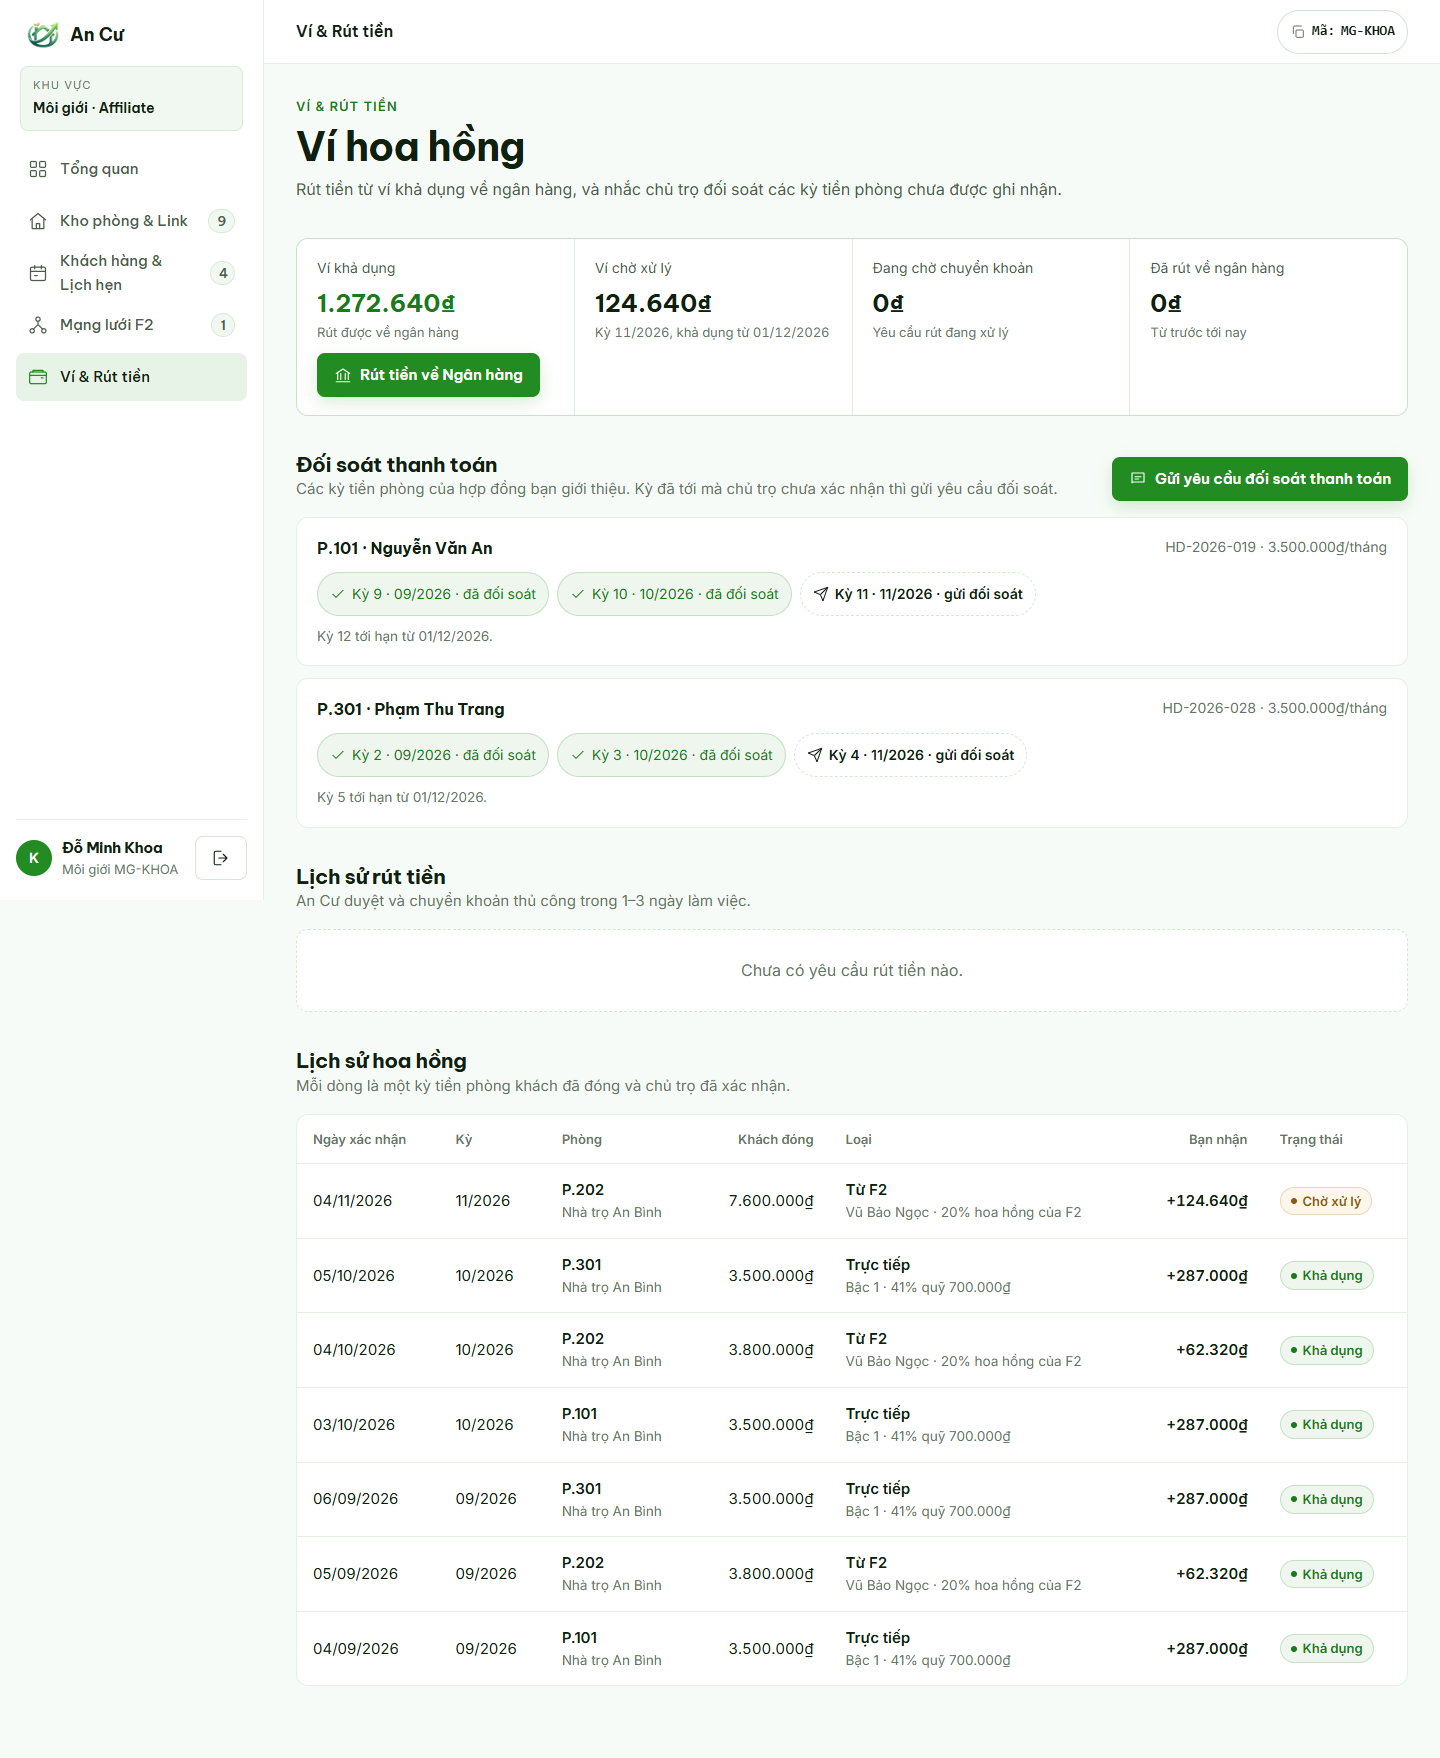 An Cư
KHU VỰC
Môi giới · Affiliate
Tổng quan
Kho phòng & Link 9
Khách hàng & Lịch hẹn 4
Mạng lưới F2 1
Ví & Rút tiền
K
Đỗ Minh Khoa
Môi giới MG-KHOA
Ví & Rút tiền
Mã: MG-KHOA
VÍ & RÚT TIỀN
Ví hoa hồng
Rút tiền từ ví khả dụng về ngân hàng, và nhắc chủ trọ đối soát các kỳ tiền phòng chưa được ghi nhận.
Ví khả dụng
1.272.640₫
Rút được về ngân hàng
Rút tiền về Ngân hàng
Ví chờ xử lý
124.640₫
Kỳ 11/2026, khả dụng từ 01/12/2026
Đang chờ chuyển khoản
0₫
Yêu cầu rút đang xử lý
Đã rút về ngân hàng
0₫
Từ trước tới nay
Đối soát thanh toán
Các kỳ tiền phòng của hợp đồng bạn giới thiệu. Kỳ đã tới mà chủ trọ chưa xác nhận thì gửi yêu cầu đối soát.
Gửi yêu cầu đối soát thanh toán
P.101 · Nguyễn Văn An
HD-2026-019 · 3.500.000₫/tháng
Kỳ 9 · 09/2026 · đã đối soát
Kỳ 10 · 10/2026 · đã đối soát
Kỳ 11 · 11/2026 · gửi đối soát
Kỳ 12 tới hạn từ 01/12/2026.
P.301 · Phạm Thu Trang
HD-2026-028 · 3.500.000₫/tháng
Kỳ 2 · 09/2026 · đã đối soát
Kỳ 3 · 10/2026 · đã đối soát
Kỳ 4 · 11/2026 · gửi đối soát
Kỳ 5 tới hạn từ 01/12/2026.
Lịch sử rút tiền
An Cư duyệt và chuyển khoản thủ công trong 1–3 ngày làm việc.
Chưa có yêu cầu rút tiền nào.
Lịch sử hoa hồng
Mỗi dòng là một kỳ tiền phòng khách đã đóng và chủ trọ đã xác nhận.
Ngày xác nhận Kỳ Phòng Khách đóng Loại Bạn nhận Trạng thái
04/11/2026 11/2026 P.202 7.600.000₫ Từ F2 +124.640₫ Chờ xử lý
Nhà trọ An Bình Vũ Bảo Ngọc · 20% hoa hồng của F2
05/10/2026 10/2026 P.301 3.500.000₫ Trực tiếp +287.000₫ Khả dụng
Nhà trọ An Bình Bậc 1 · 41% quỹ 700.000₫
04/10/2026 10/2026 P.202 3.800.000₫ Từ F2 +62.320₫ Khả dụng
Nhà trọ An Bình Vũ Bảo Ngọc · 20% hoa hồng của F2
03/10/2026 10/2026 P.101 3.500.000₫ Trực tiếp +287.000₫ Khả dụng
Nhà trọ An Bình Bậc 1 · 41% quỹ 700.000₫
06/09/2026 09/2026 P.301 3.500.000₫ Trực tiếp +287.000₫ Khả dụng
Nhà trọ An Bình Bậc 1 · 41% quỹ 700.000₫
05/09/2026 09/2026 P.202 3.800.000₫ Từ F2 +62.320₫ Khả dụng
Nhà trọ An Bình Vũ Bảo Ngọc · 20% hoa hồng của F2
04/09/2026 09/2026 P.101 3.500.000₫ Trực tiếp +287.000₫ Khả dụng
Nhà trọ An Bình Bậc 1 · 41% quỹ 700.000₫